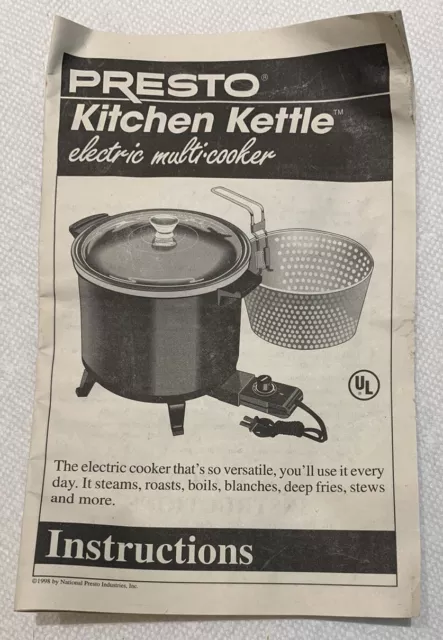 PRESTO®
Kitchen Kettle™
electric multi-cooker
UL
The electric cooker that's so versatile, you'll use it every
day. It steams, roasts, boils, blanches, deep fries, stews
and more.
Instructions
©1994 by National Presto Industries, Inc.